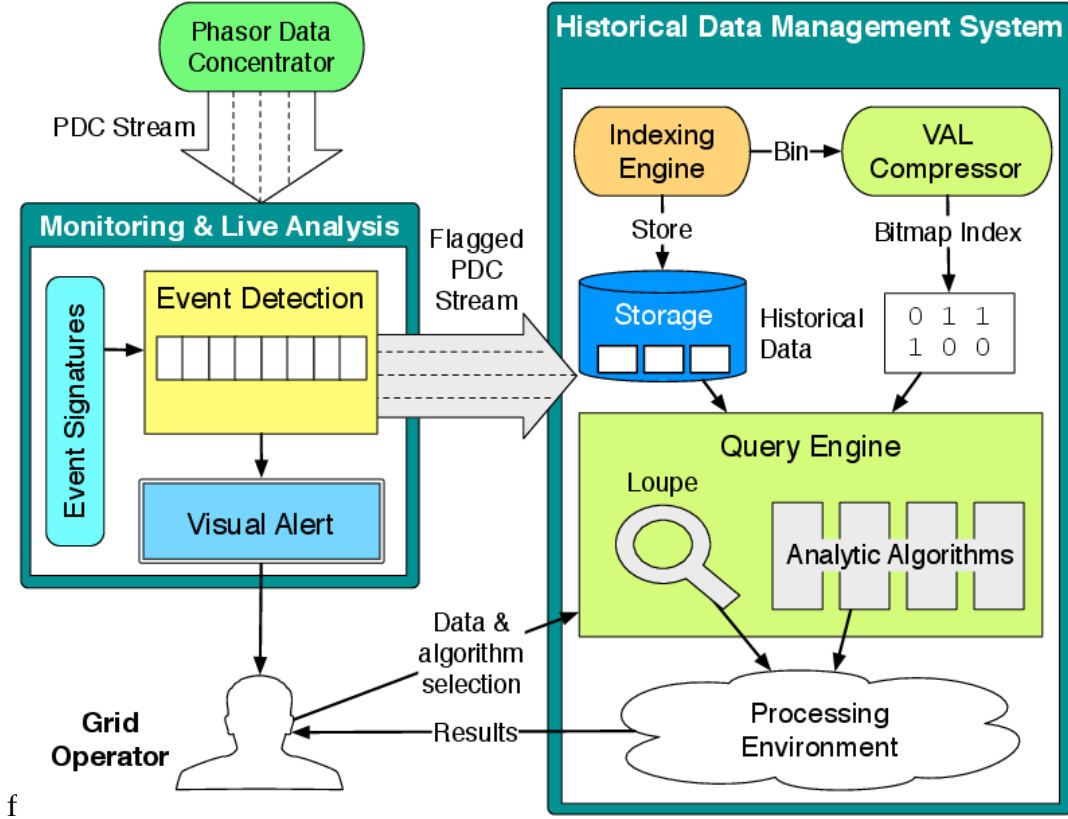 Phasor Data
Concentrator
PDC Stream
Monitoring & Live Analysis
Event Signatures
Event Detection
Visual Alert
Flagged
PDC
Stream
Grid
Operator
Data &
algorithm
selection
Results
Historical Data Management System
Indexing
Engine
Bin
VAL
Compressor
Store
Bitmap Index
Storage
Historical
Data
0 1 1
1 0 0
Query Engine
Loupe
Analytic Algorithms
Processing
Environment
f